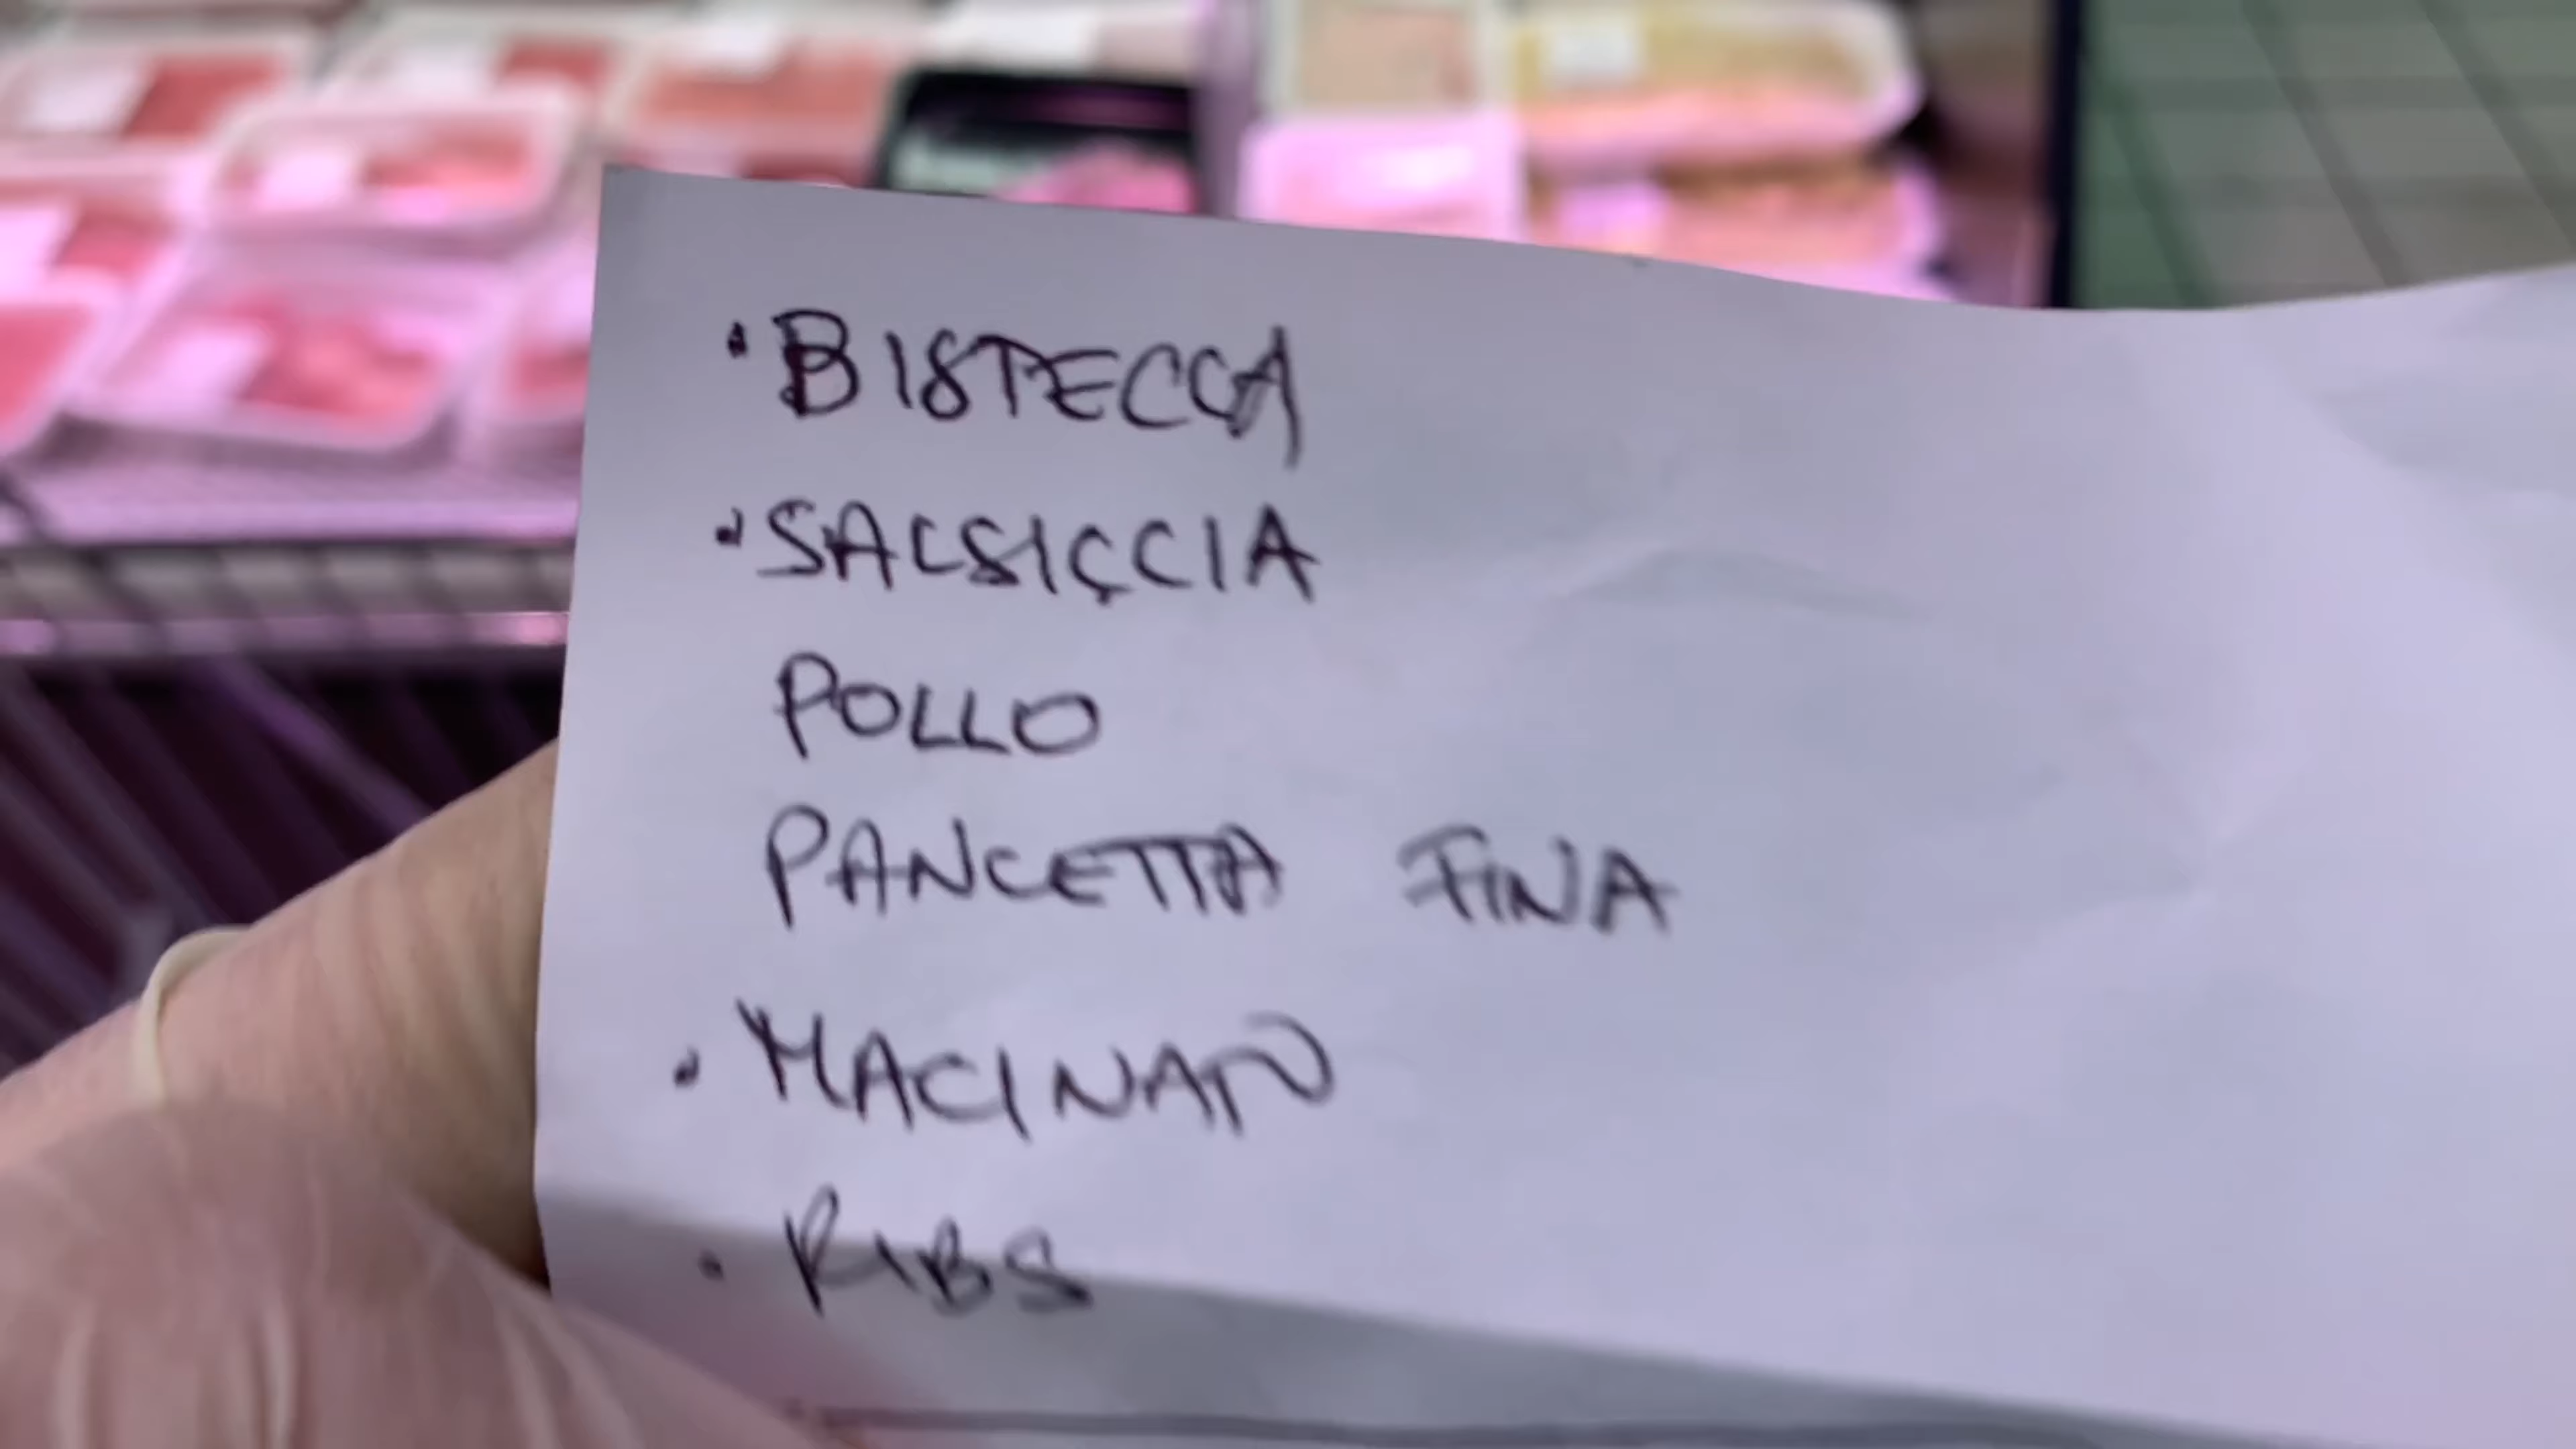 · BISTECCA
· SALSICCIA
POLLO
PANCETTA FINA
· MACINATO
· RIBS